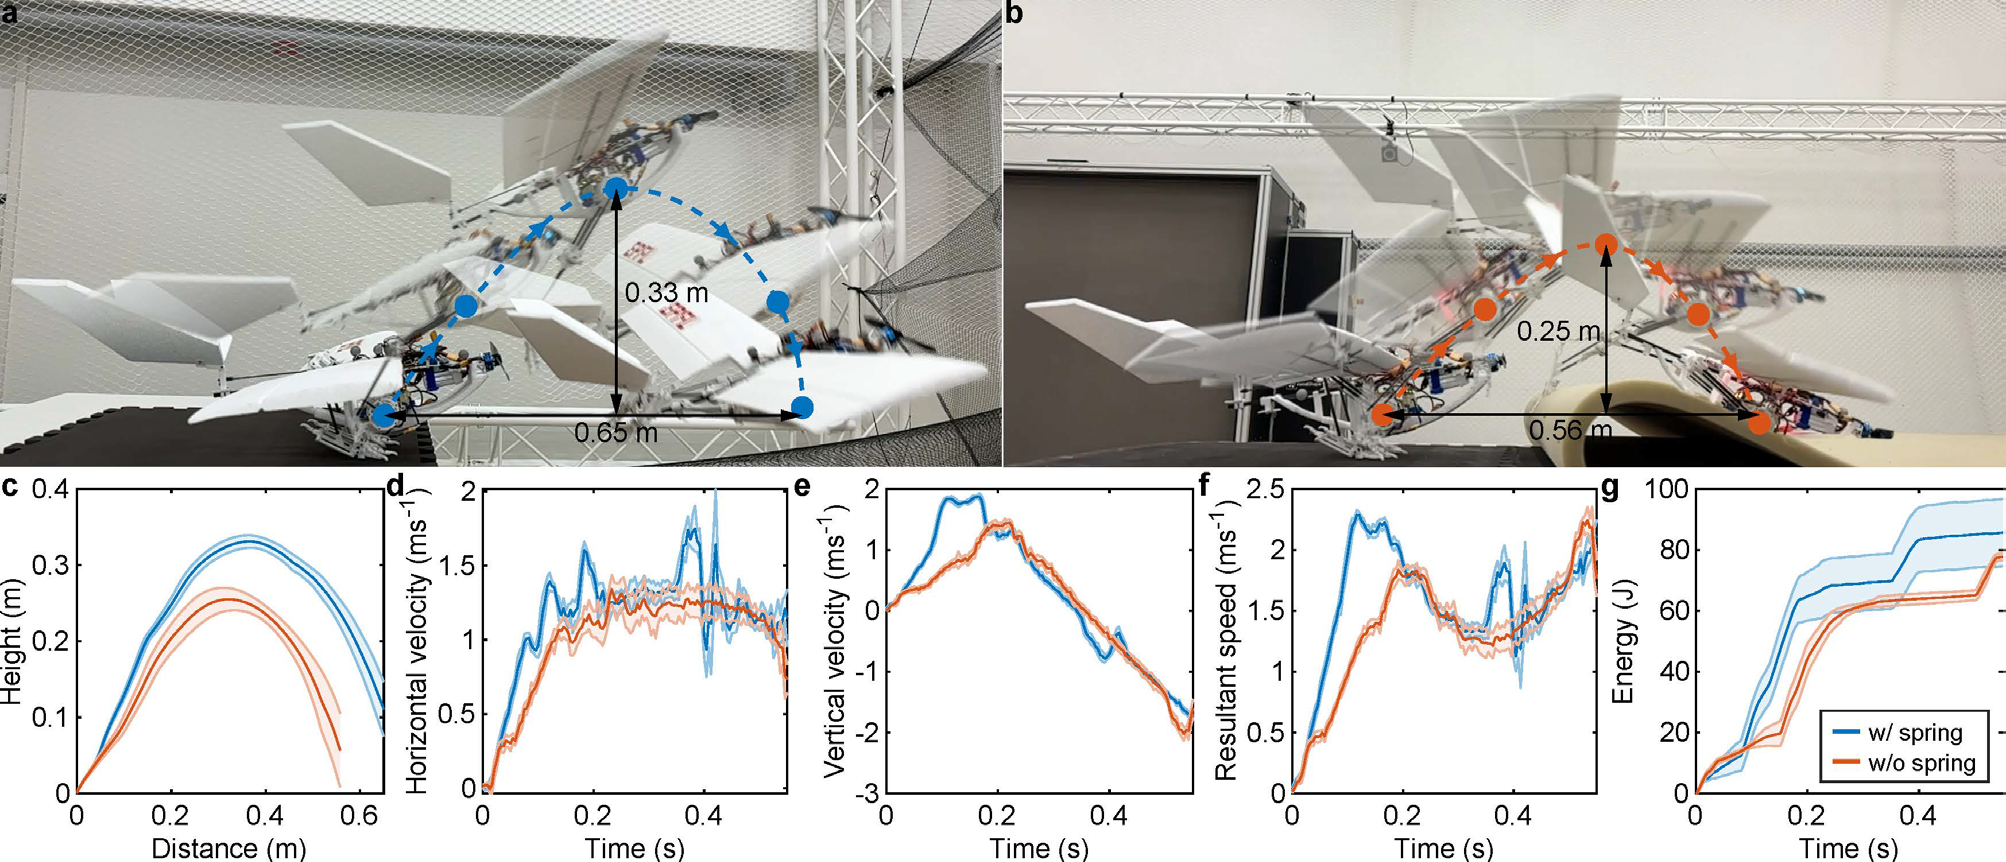 a
b
0.33 m
0.65 m
0.25 m
0.56 m
c
0.4
0.3
0.2
0.1
0
Height (m)
0
0.2
0.4
0.6
Distance (m)
d
2
1.5
1
0.5
0
Horizontal velocity (ms⁻¹)
0
0.2
0.4
Time (s)
e
2
1
0
-1
-2
-3
Vertical velocity (ms⁻¹)
0
0.2
0.4
Time (s)
f
2.5
2
1.5
1
0.5
0
Resultant speed (ms⁻¹)
0
0.2
0.4
Time (s)
g
100
80
60
40
20
0
Energy (J)
w/ spring
w/o spring
0
0.2
0.4
Time (s)